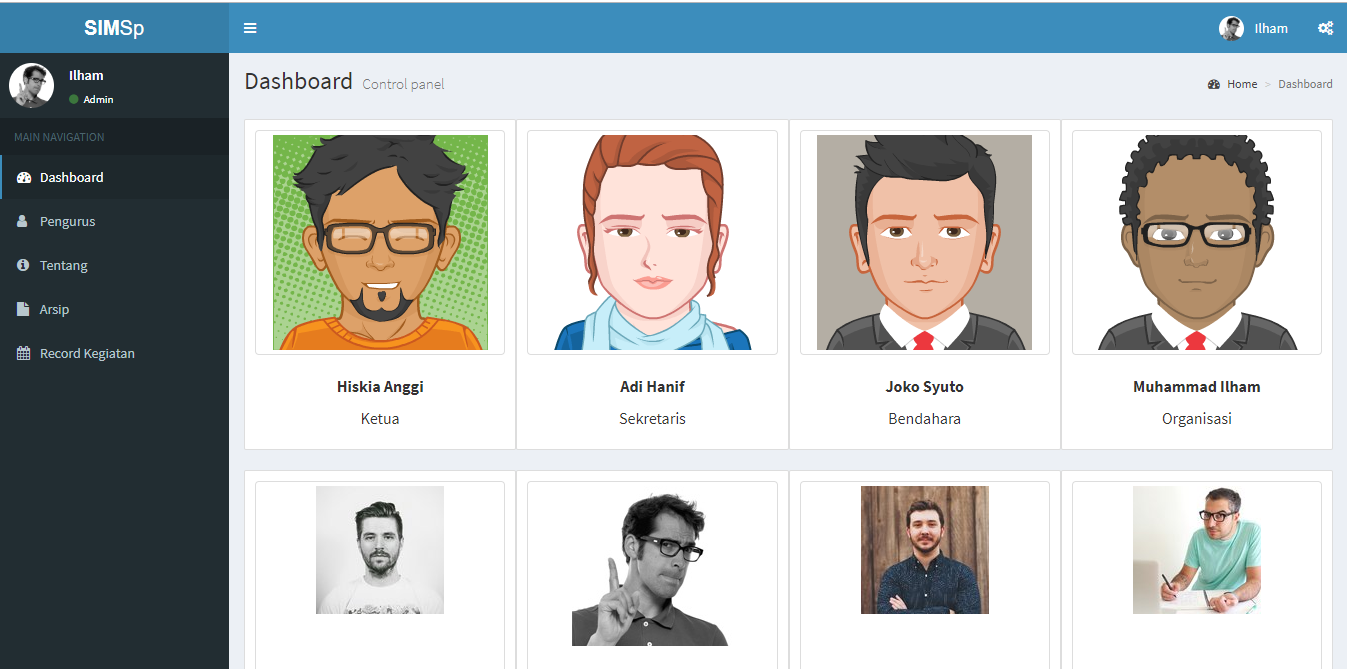 SIMSp
Ilham
Ilham
Admin
MAIN NAVIGATION
Dashboard
Pengurus
Tentang
Arsip
Record Kegiatan
Dashboard Control panel
Home > Dashboard
Hiskia Anggi
Ketua
Adi Hanif
Sekretaris
Joko Syuto
Bendahara
Muhammad Ilham
Organisasi